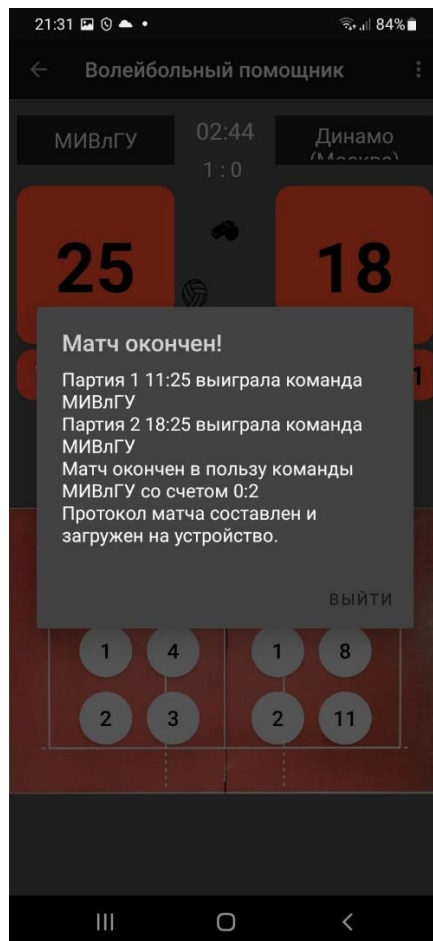 21:31
84%
Волейбольный помощник
МИВлГУ
02:44
Динамо
(Москва)
1 : 0
25
18
1
Матч окончен!
Партия 1 11:25 выиграла команда
МИВлГУ
Партия 2 18:25 выиграла команда
МИВлГУ
Матч окончен в пользу команды
МИВлГУ со счетом 0:2
Протокол матча составлен и
загружен на устройство.
ВЫЙТИ
1 4 1 8
2 3 2 11